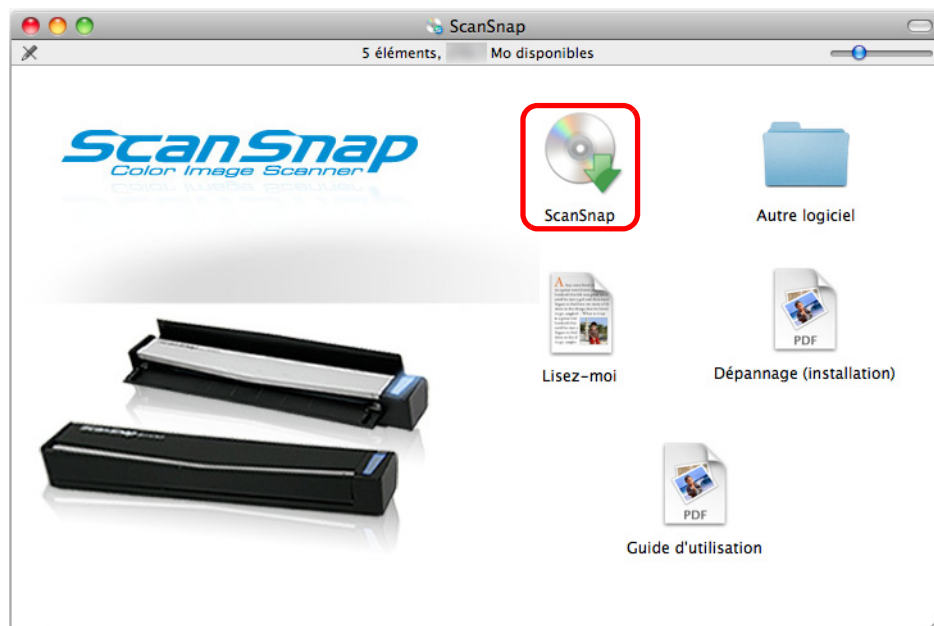 ScanSnap
5 éléments, Mo disponibles
ScanSnap
Color Image Scanner
ScanSnap
Autre logiciel
Lisez-moi
PDF
Dépannage (installation)
PDF
Guide d'utilisation